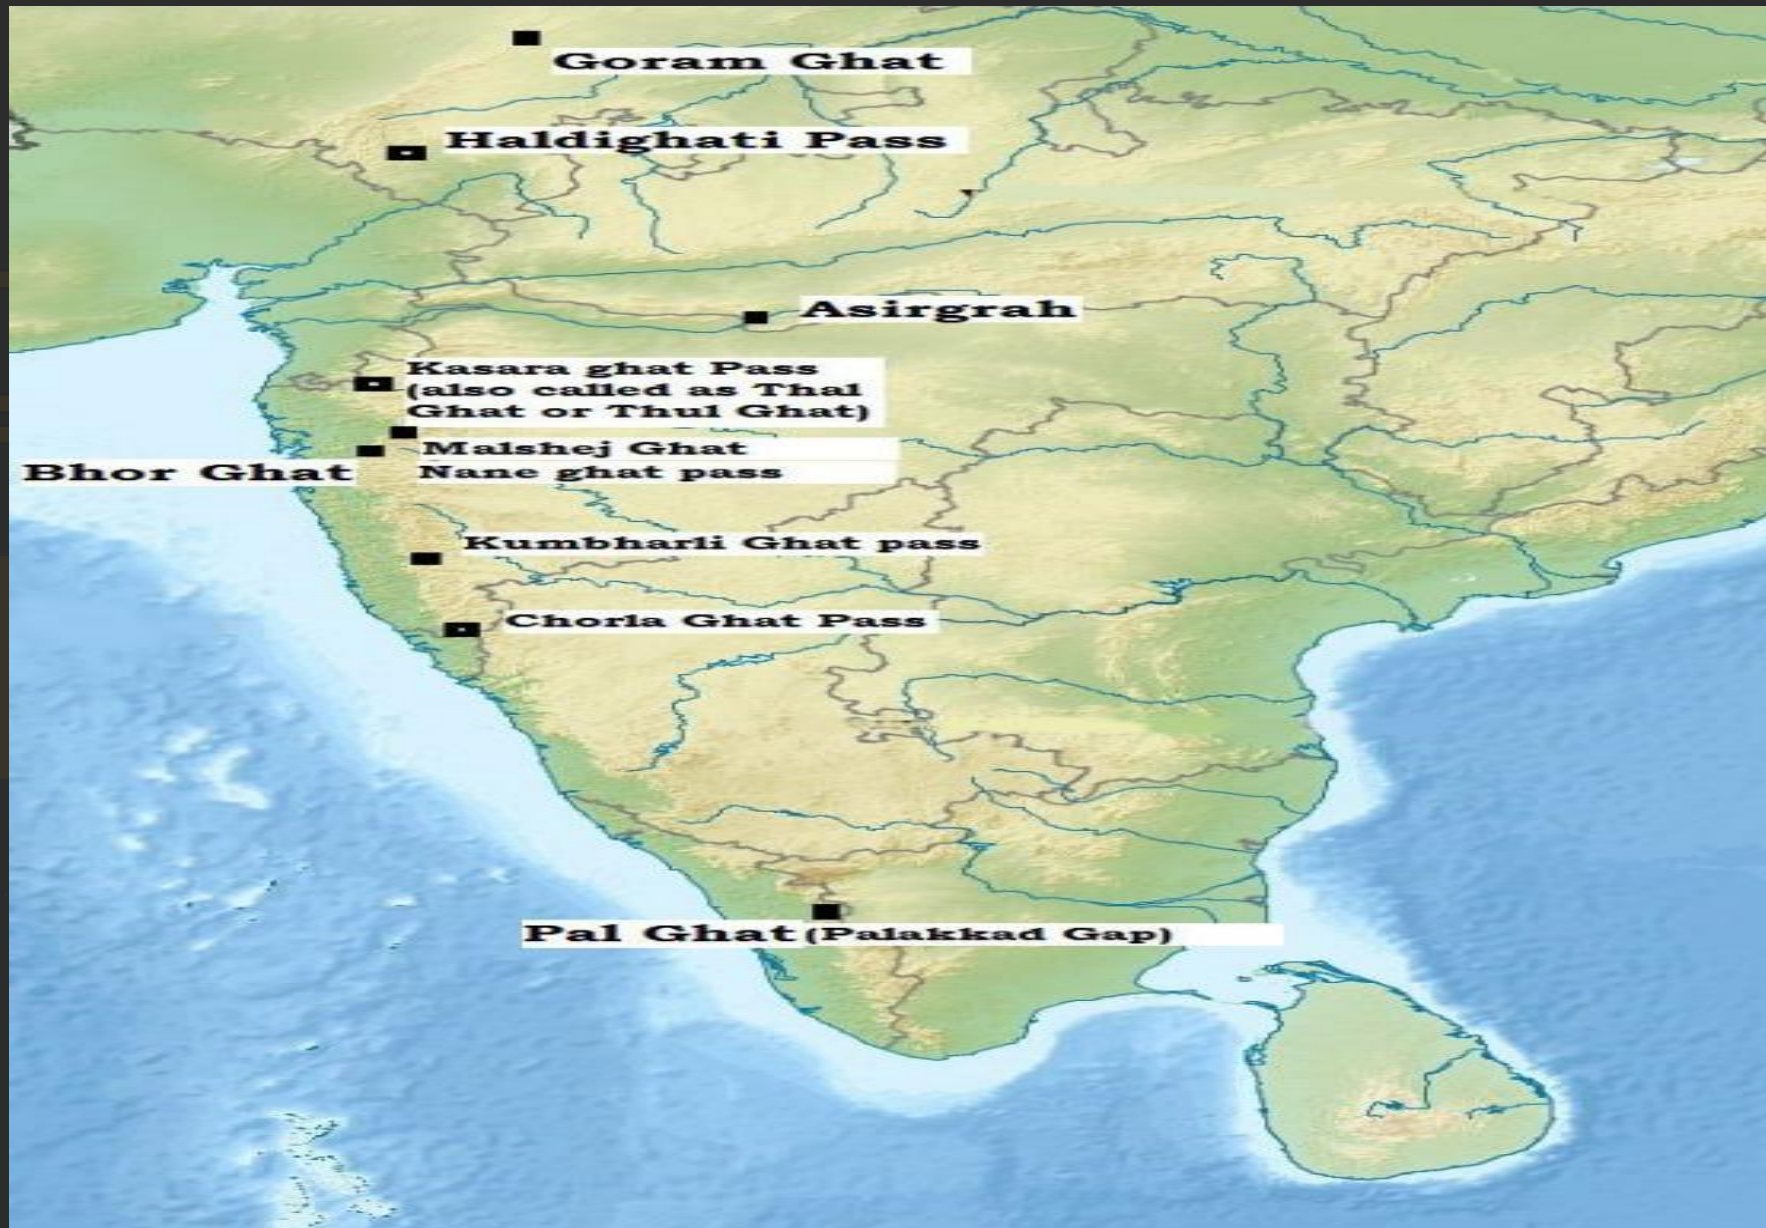 Goram Ghat
Haldighati Pass
Asirgrah
Kasara ghat Pass
(also called as Thal
Ghat or Thul Ghat)
Malshej Ghat
Bhor Ghat
Nane ghat pass
Kumbharli Ghat pass
Chorla Ghat Pass
Pal Ghat (Palakkad Gap)